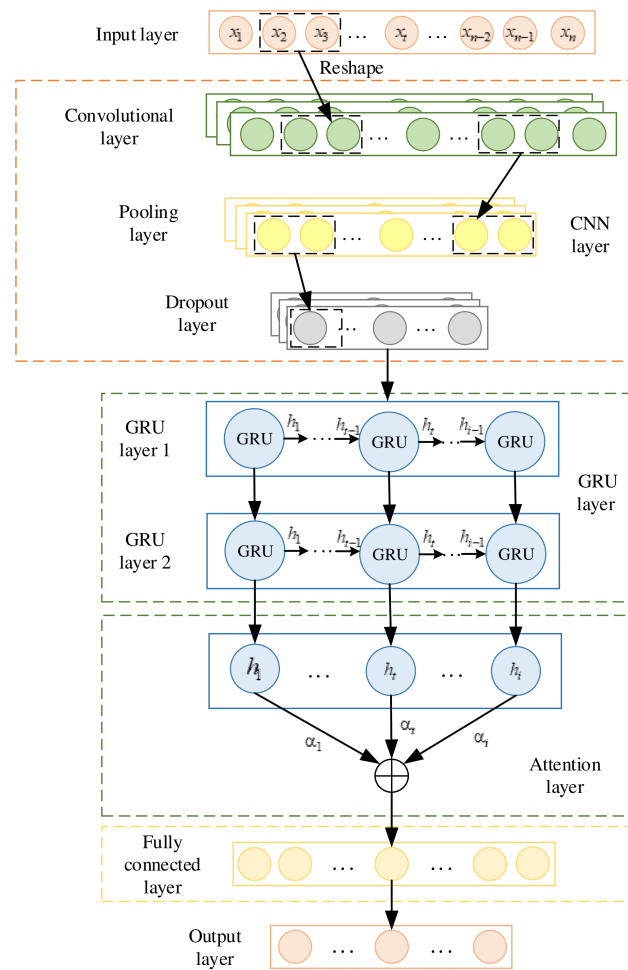 Input layer
x₁ x₂ x₃ ... xₜ ... xₙ₋₂ xₙ₋₁ xₙ
Reshape
Convolutional
layer
... ...
Pooling
layer
... ...
CNN
layer
Dropout
layer
... ...
GRU
layer 1
GRU h₁ ... hₜ₋₁ GRU hₜ ... hᵢ₋₁ GRU
GRU
layer
GRU
layer 2
GRU h₁ ... hₜ₋₁ GRU hₜ ... hᵢ₋₁ GRU
h₁ ... hₜ ... hᵢ
α₁ αₜ αᵢ
Attention
layer
Fully
connected
layer
... ...
Output
layer
... ...